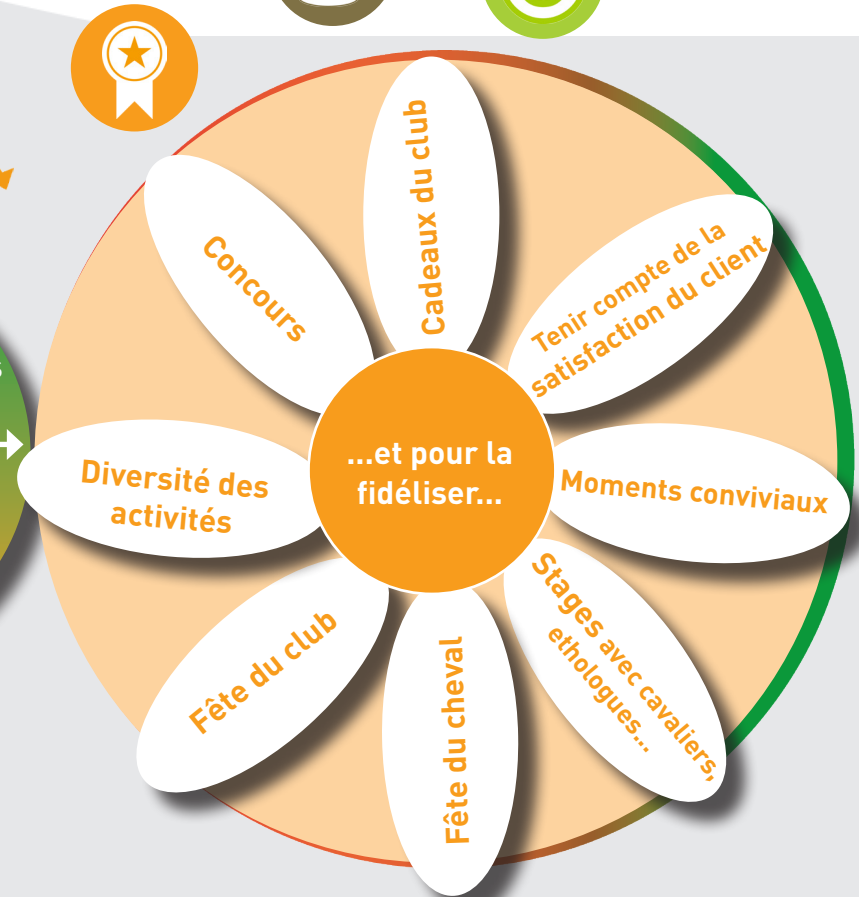 ...et pour la
fidéliser...
Cadeaux du club
Tenir compte de la
satisfaction du client
Moments conviviaux
Stages avec cavaliers,
ethologues...
Fête du cheval
Fête du club
Diversité des
activités
Concours